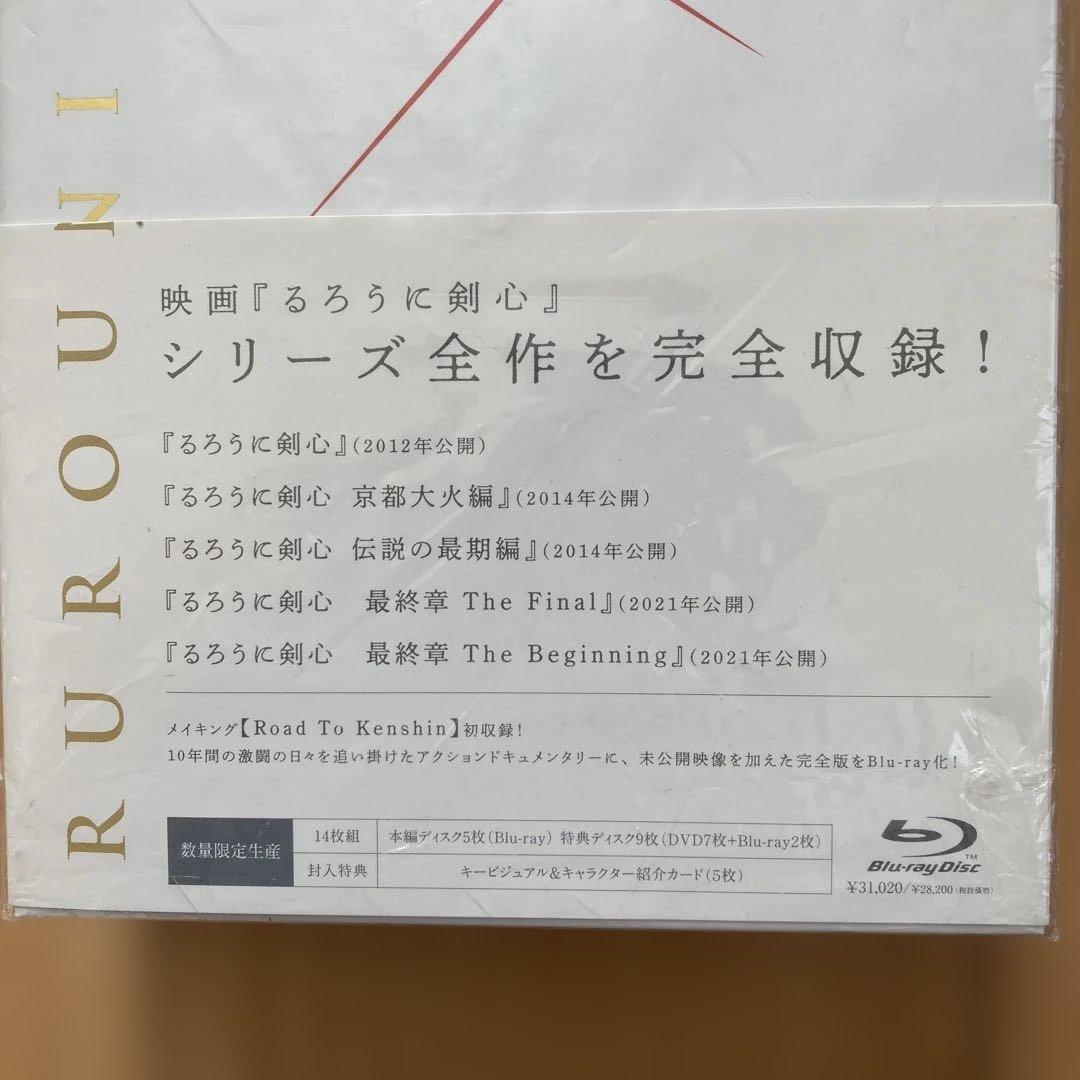 RUROUNI
映画『るろうに剣心』
シリーズ全作を完全収録!
『るろうに剣心』(2012年公開)
『るろうに剣心 京都大火編』(2014年公開)
『るろうに剣心 伝説の最期編』(2014年公開)
『るろうに剣心 最終章 The Final』(2021年公開)
『るろうに剣心 最終章 The Beginning』(2021年公開)
メイキング【Road To Kenshin】初収録!
10年間の激闘の日々を追い掛けたアクションドキュメンタリーに、未公開映像を加えた完全版をBlu-ray化!
数量限定生産
14枚組 本編ディスク5枚(Blu-ray) 特典ディスク9枚(DVD7枚+Blu-ray2枚)
封入特典 キービジュアル&キャラクター紹介カード(5枚)
Blu-ray Disc™
¥31,020/¥28,200(税抜価格)